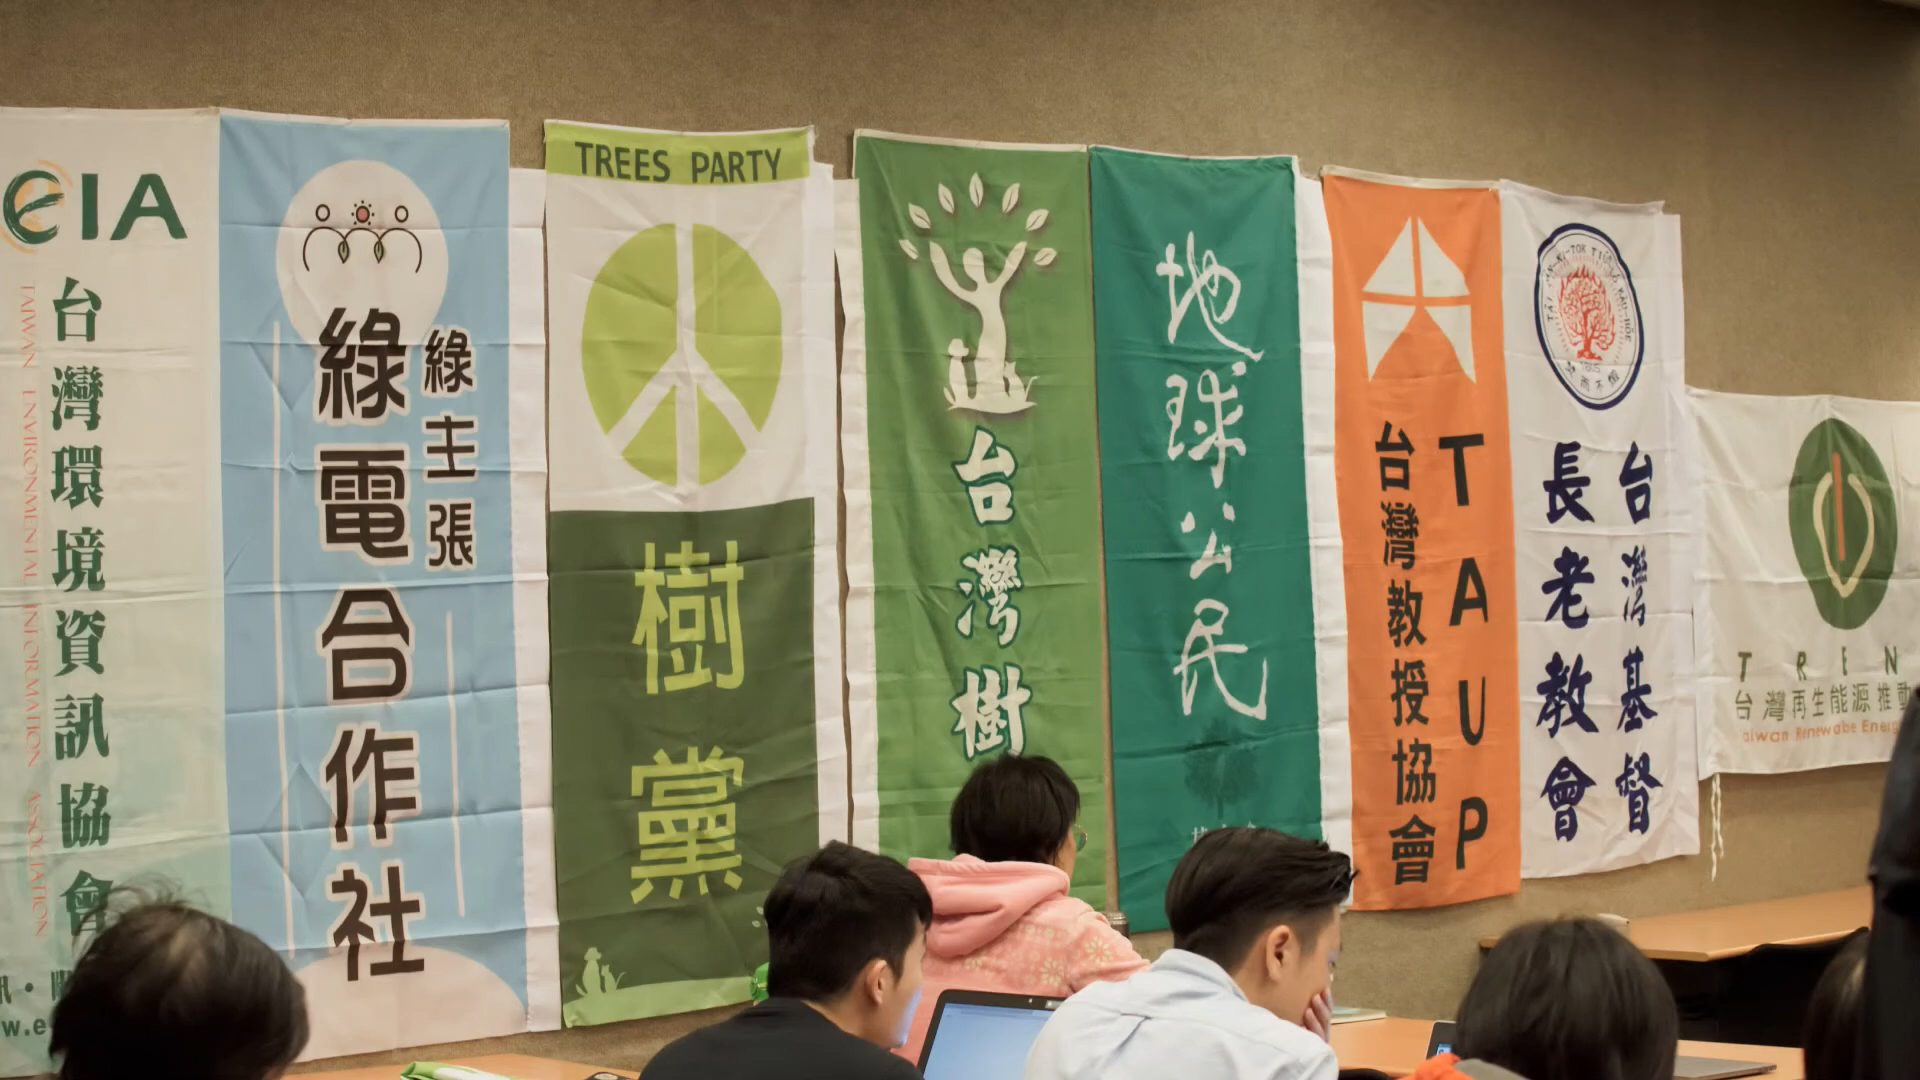 eIA
台灣環境資訊協會
TAIWAN ENVIRONMENTAL INFORMATION ASSOCIATION
綠主張
綠電合作社
TREES PARTY
樹黨
台灣樹
地球公民
TAUP
台灣教授協會
台灣基督
長老教會
1865
TREN
台灣再生能源推動
aiwan Renewabe Energ